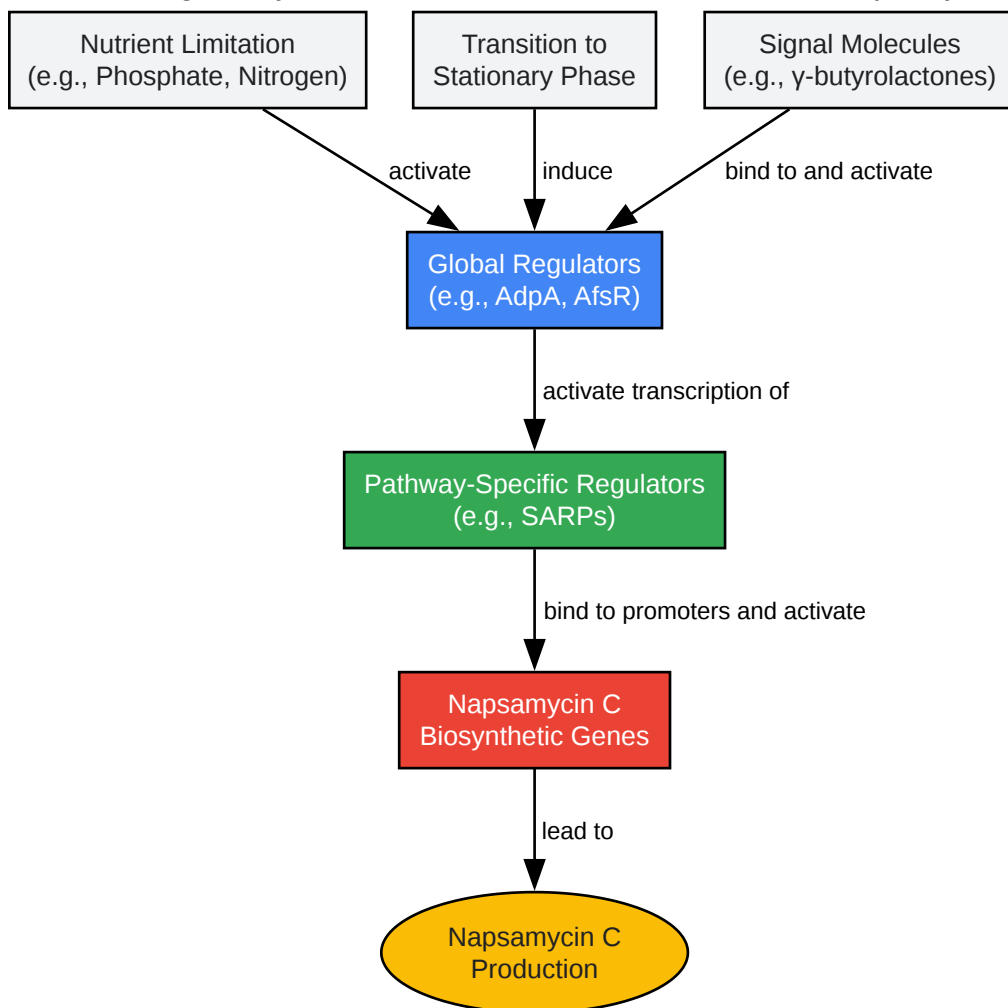 Nutrient Limitation
(e.g., Phosphate, Nitrogen)
Transition to
Stationary Phase
Signal Molecules
(e.g., γ-butyrolactones)
activate
induce
bind to and activate
Global Regulators
(e.g., AdpA, AfsR)
activate transcription of
Pathway-Specific Regulators
(e.g., SARPs)
bind to promoters and activate
Napsamycin C
Biosynthetic Genes
lead to
Napsamycin C
Production